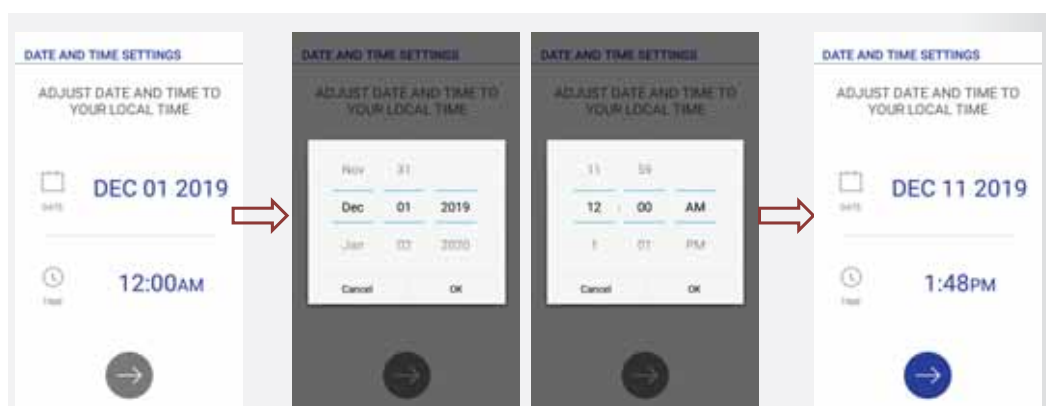 DATE AND TIME SETTINGS
ADJUST DATE AND TIME TO
YOUR LOCAL TIME
DEC 01 2019
DATE
12:00AM
TIME
DATE AND TIME SETTINGS
ADJUST DATE AND TIME TO
YOUR LOCAL TIME
Nov 31
Dec 01 2019
Jan 02 2020
Cancel OK
DATE AND TIME SETTINGS
ADJUST DATE AND TIME TO
YOUR LOCAL TIME
11 59
12 : 00 AM
1 01 PM
Cancel OK
DATE AND TIME SETTINGS
ADJUST DATE AND TIME TO
YOUR LOCAL TIME
DEC 11 2019
DATE
1:48PM
TIME